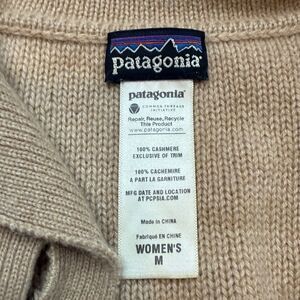 patagonia®
patagonia®
COMMON THREADS
INITIATIVE
Repair, Reuse, Recycle
This Product
www.patagonia.com
100% CASHMERE
EXCLUSIVE OF TRIM
100% CACHEMIRE
A PART LA GARNITURE
MFG DATE AND LOCATION
AT PCPSIA.COM
Made in CHINA
Fabriqué EN CHINE
WOMEN'S
M